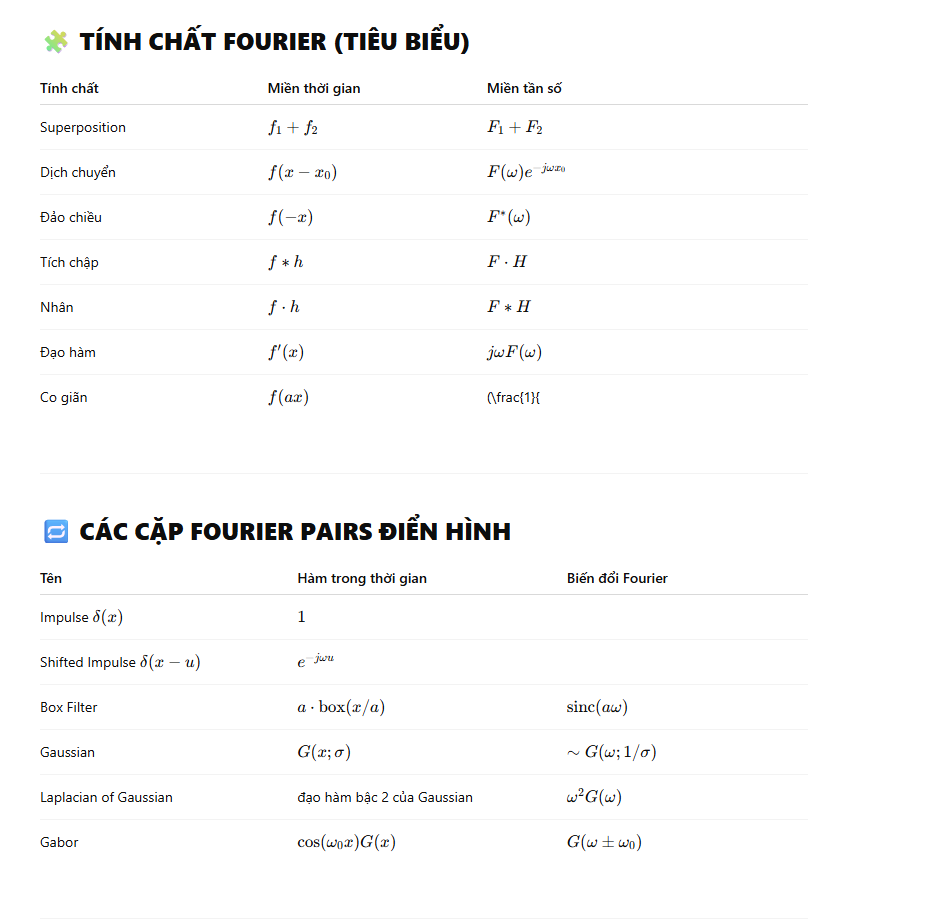 🧩 TÍNH CHẤT FOURIER (TIÊU BIỂU)
Tính chất Miền thời gian Miền tần số
Superposition f₁ + f₂ F₁ + F₂
Dịch chuyển f(x − x₀) F(ω)e^{−jωx₀}
Đảo chiều f(−x) F*(ω)
Tích chập f ∗ h F · H
Nhân f · h F ∗ H
Đạo hàm f′(x) jωF(ω)
Co giãn f(ax) (\frac{1}{
🔁 CÁC CẶP FOURIER PAIRS ĐIỂN HÌNH
Tên Hàm trong thời gian Biến đổi Fourier
Impulse δ(x) 1
Shifted Impulse δ(x − u) e^{−jωu}
Box Filter a · box(x/a) sinc(aω)
Gaussian G(x; σ) ∼ G(ω; 1/σ)
Laplacian of Gaussian đạo hàm bậc 2 của Gaussian ω²G(ω)
Gabor cos(ω₀x)G(x) G(ω ± ω₀)